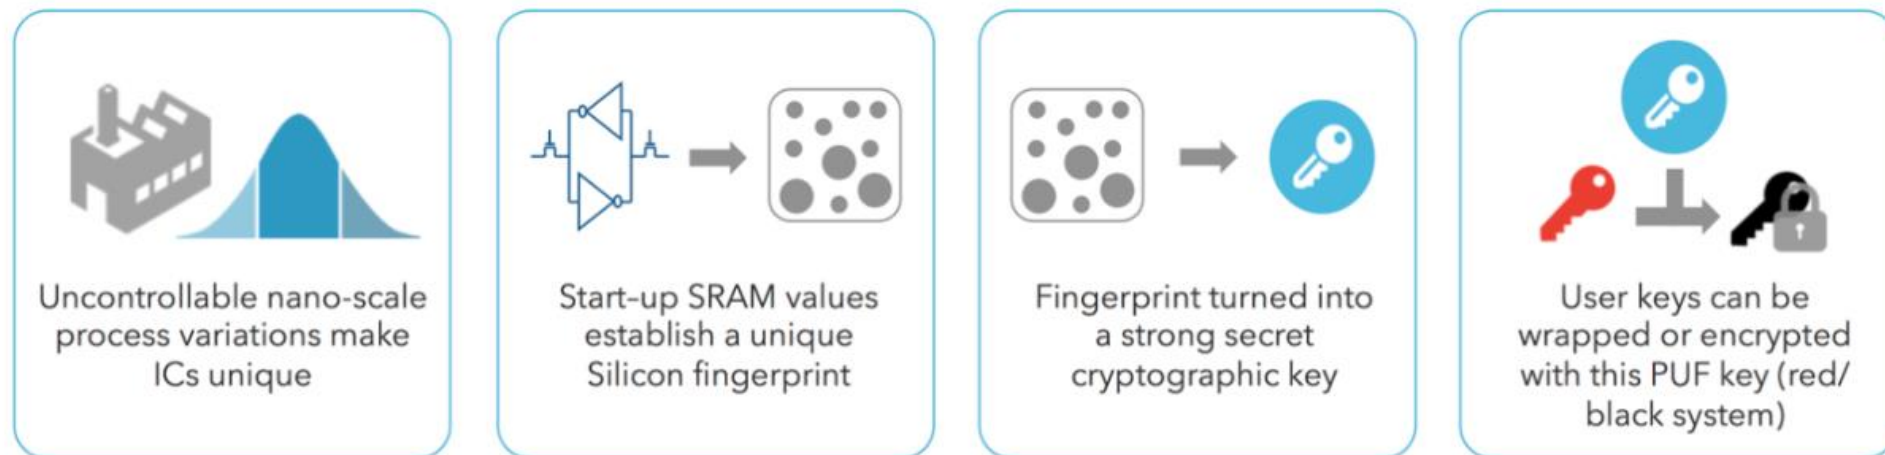 Uncontrollable nano-scale
process variations make
ICs unique
Start-up SRAM values
establish a unique
Silicon fingerprint
Fingerprint turned into
a strong secret
cryptographic key
User keys can be
wrapped or encrypted
with this PUF key (red/
black system)